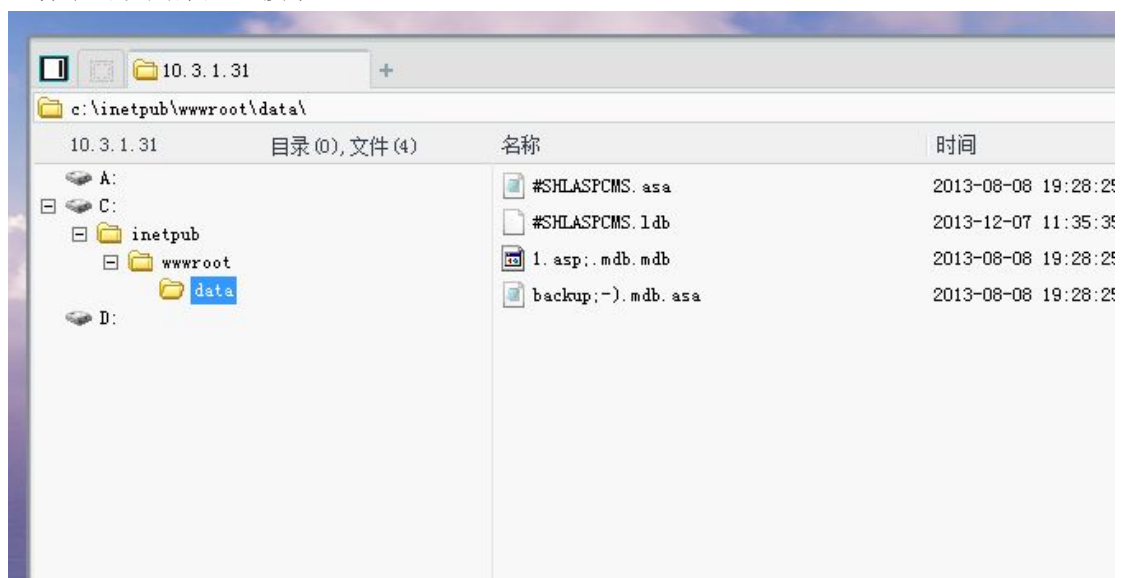 10.3.1.31
+
c:\inetpub\wwwroot\data\
10.3.1.31 目录(0),文件(4) 名称 时间
A:
C:
inetpub
wwwroot
data
D:
#SHLASPCMS.asa 2013-08-08 19:28:25
#SHLASPCMS.ldb 2013-12-07 11:35:35
1.asp;.mdb.mdb 2013-08-08 19:28:25
backup;-).mdb.asa 2013-08-08 19:28:25